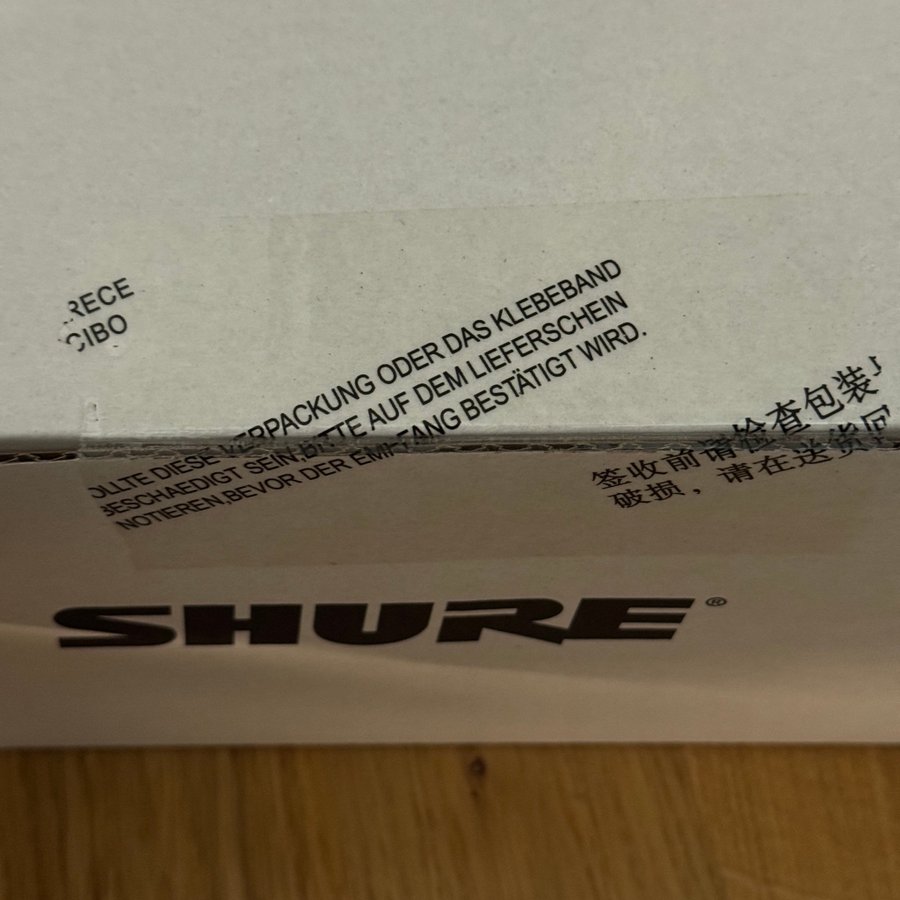 RECE
CIBO
OLLTE DIESE VERPACKUNG ODER DAS KLEBEBAND
BESCHAEDIGT SEIN,BITTE AUF DEM LIEFERSCHEIN
NOTIEREN,BEVOR DER EMPFANG BESTÄTIGT WIRD.
签收前请检查包装
破损，请在送货回
SHURE®